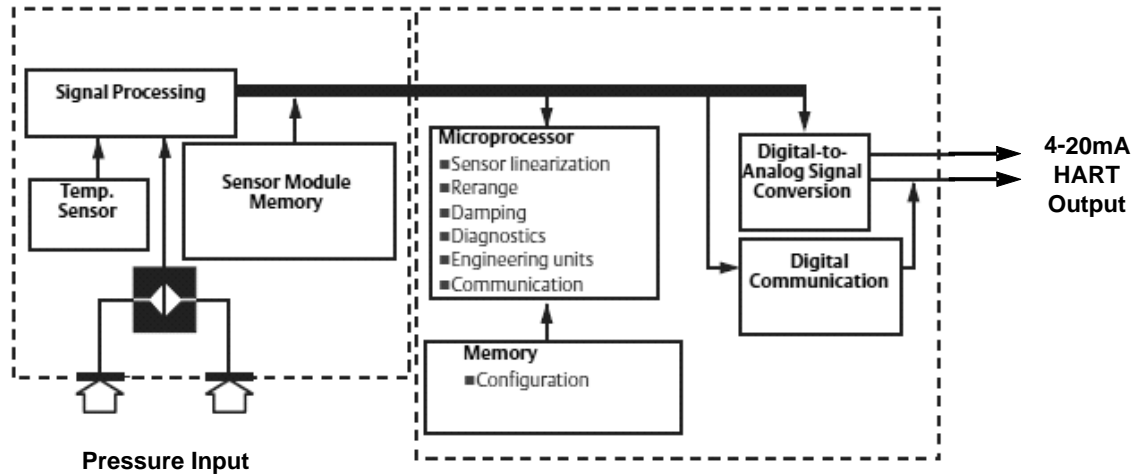 Signal Processing
Temp.
Sensor
Sensor Module
Memory
Pressure Input
Microprocessor
■Sensor linearization
■Rerange
■Damping
■Diagnostics
■Engineering units
■Communication
Memory
■Configuration
Digital-to-
Analog Signal
Conversion
Digital
Communication
4-20mA
HART
Output